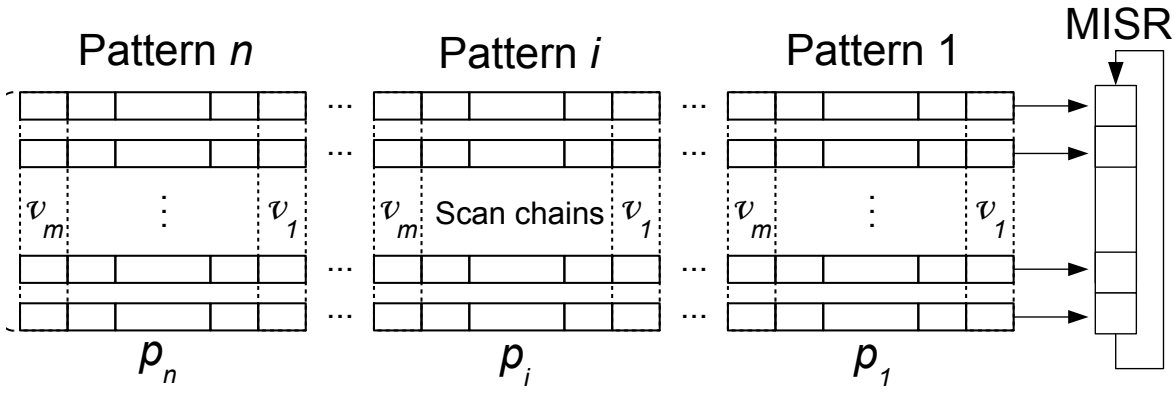 Pattern n Pattern i Pattern 1 MISR
... ...
... ...
v_m ⋮ v_1 v_m Scan chains v_1 v_m ⋮ v_1
... ...
... ...
p_n p_i p_1